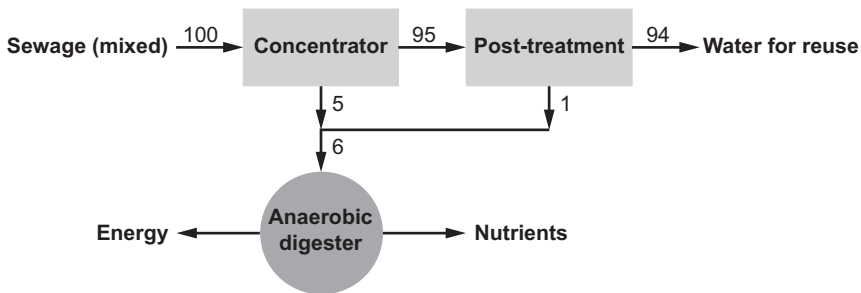 Sewage (mixed) 100 Concentrator 95 Post-treatment 94 Water for reuse
5 1
6
Anaerobic
digester
Energy Nutrients